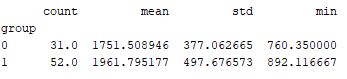 count mean std min
group
0 31.0 1751.508946 377.062665 760.350000
1 52.0 1961.795177 497.676573 892.116667